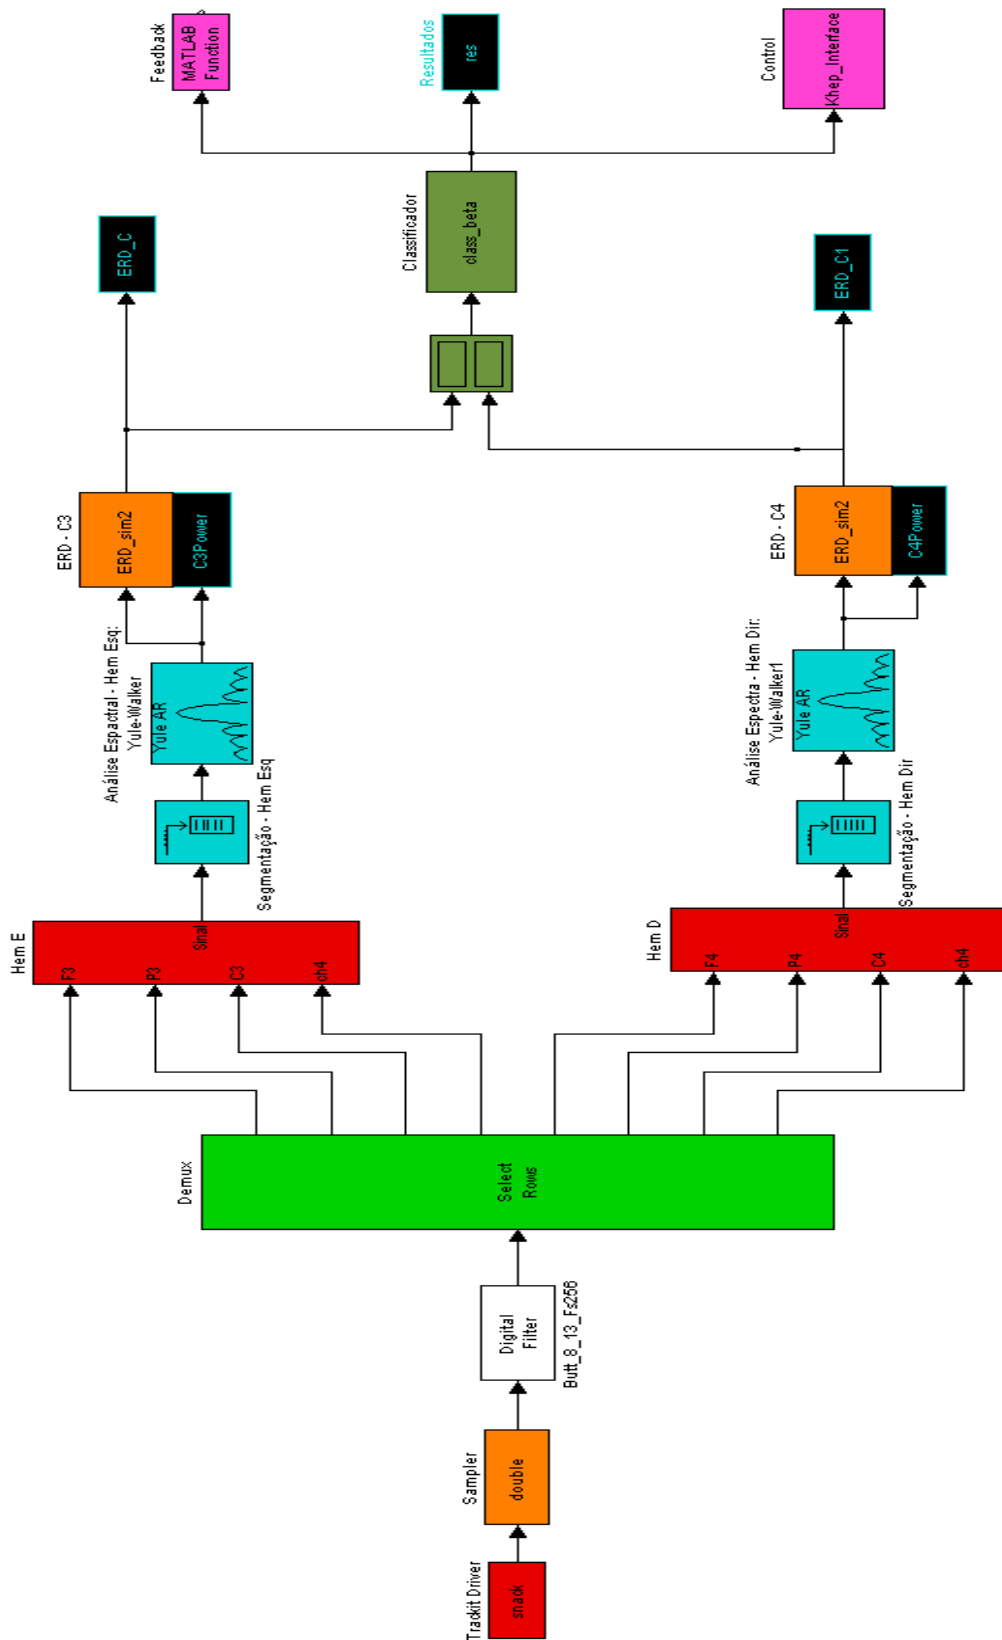 Trackit Driver
snack
Sampler
double
Digital
Filter
Butt_8_13_Fs256
Demux
Select
Rows
Hem E
F3
P3
C3
ch4
Sinal
Segmentação - Hem Esq
Análise Espactral - Hem Esq:
Yule-Walker
Yule AR
ERD - C3
ERD_sim2
C3Power
ERD_C
Hem D
F4
P4
C4
ch4
Sinal
Segmentação - Hem Dir
Análise Espectra - Hem Dir:
Yule-Walker1
Yule AR
ERD - C4
ERD_sim2
C4Power
ERD_C1
Classificador
class_beta
Feedback
MATLAB
Function
Resultados
res
Control
Khep_Interface